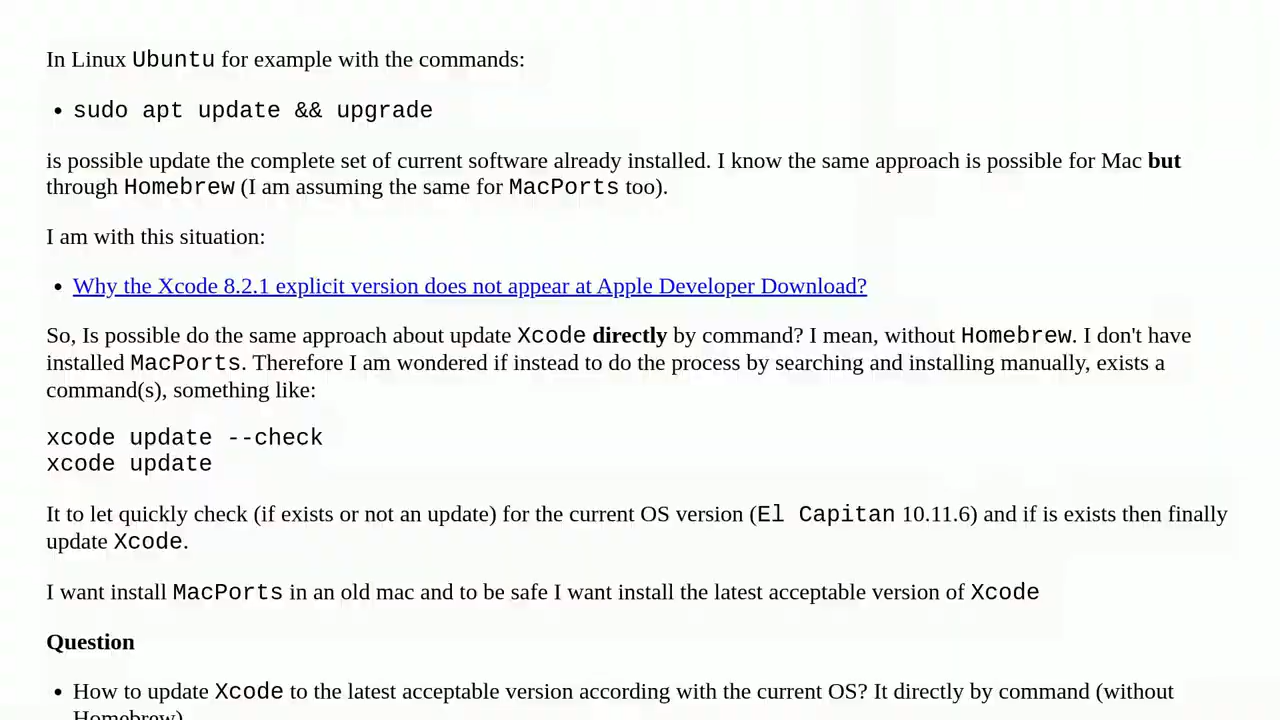 In Linux Ubuntu for example with the commands:
• sudo apt update && upgrade
is possible update the complete set of current software already installed. I know the same approach is possible for Mac but
through Homebrew (I am assuming the same for MacPorts too).
I am with this situation:
• Why the Xcode 8.2.1 explicit version does not appear at Apple Developer Download?
So, Is possible do the same approach about update Xcode directly by command? I mean, without Homebrew. I don't have
installed MacPorts. Therefore I am wondered if instead to do the process by searching and installing manually, exists a
command(s), something like:
xcode update --check
xcode update
It to let quickly check (if exists or not an update) for the current OS version (El Capitan 10.11.6) and if is exists then finally
update Xcode.
I want install MacPorts in an old mac and to be safe I want install the latest acceptable version of Xcode
Question
• How to update Xcode to the latest acceptable version according with the current OS? It directly by command (without
Homebrew)